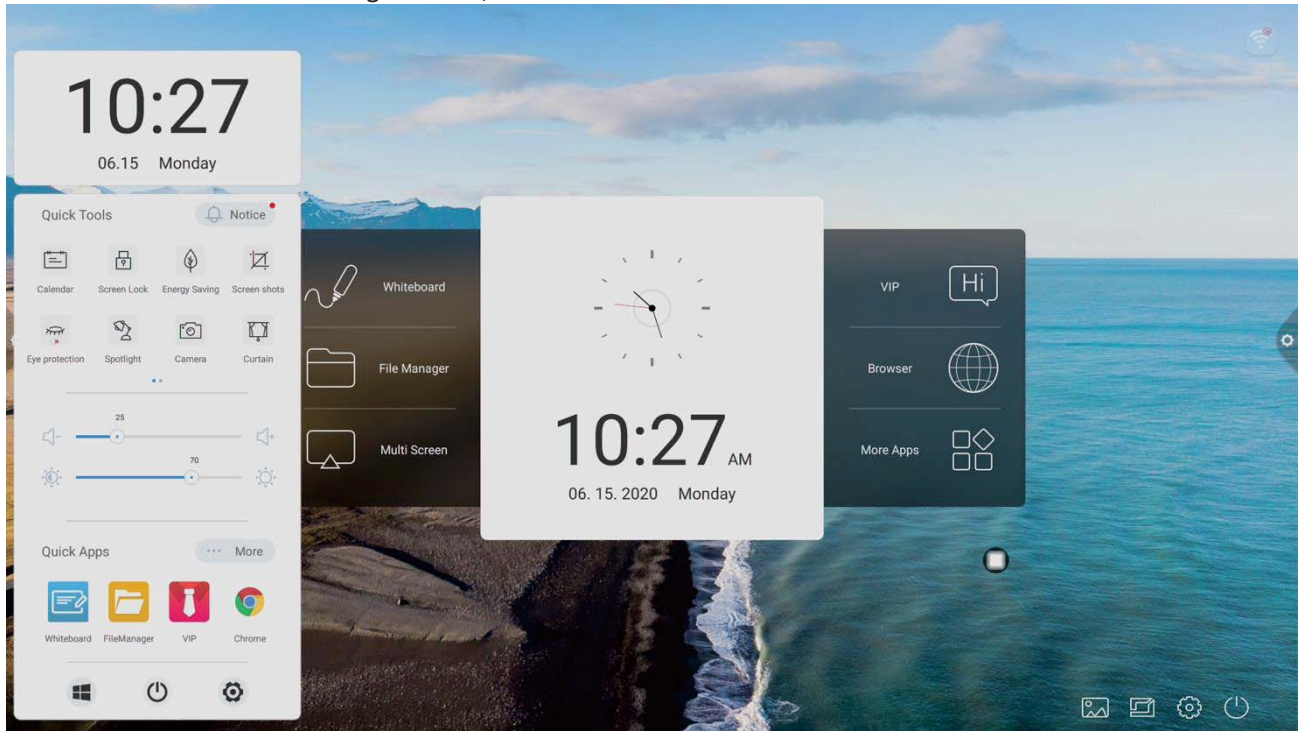 10:27
06.15 Monday
Quick Tools
Notice
Calendar
Screen Lock
Energy Saving
Screen shots
Eye protection
Spotlight
Camera
Curtain
25
70
Quick Apps
More
Whiteboard
FileManager
VIP
Chrome
Whiteboard
File Manager
Multi Screen
10:27 AM
06. 15. 2020 Monday
VIP
Hi
Browser
More Apps